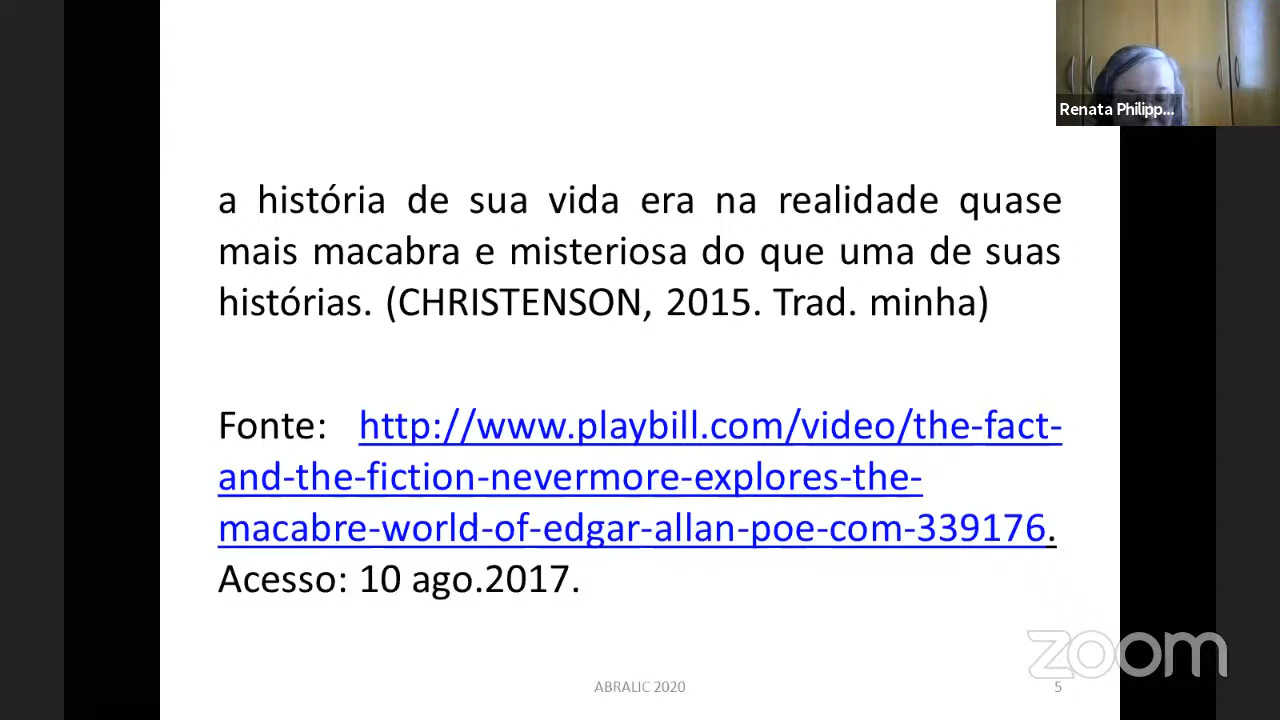 Renata Philipp...
a história de sua vida era na realidade quase
mais macabra e misteriosa do que uma de suas
histórias. (CHRISTENSON, 2015. Trad. minha)
Fonte: http://www.playbill.com/video/the-fact-
and-the-fiction-nevermore-explores-the-
macabre-world-of-edgar-allan-poe-com-339176.
Acesso: 10 ago.2017.
zoom
ABRALIC 2020
5